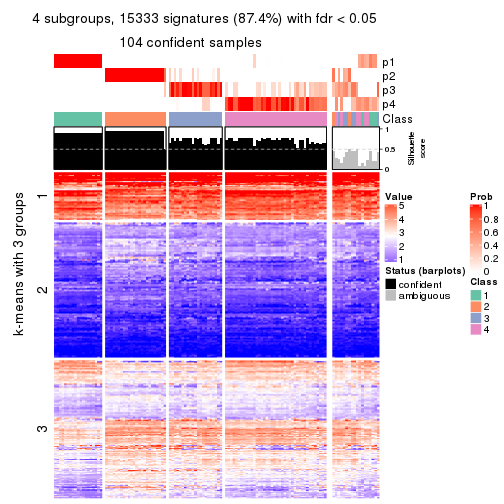 4 subgroups, 15333 signatures (87.4%) with fdr < 0.05
104 confident samples
p1
p2
p3
p4
Class
1
0.5
0
Silhouette
score
k-means with 3 groups
1
2
3
Value
5
4
3
2
1
Status (barplots)
confident
ambiguous
Prob
1
0.8
0.6
0.4
0.2
0
Class
1
2
3
4